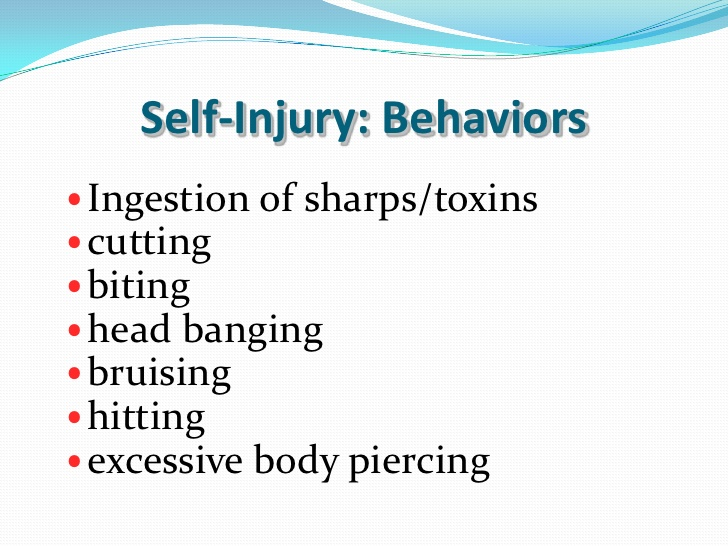 Self-Injury: Behaviors
• Ingestion of sharps/toxins
• cutting
• biting
• head banging
• bruising
• hitting
• excessive body piercing